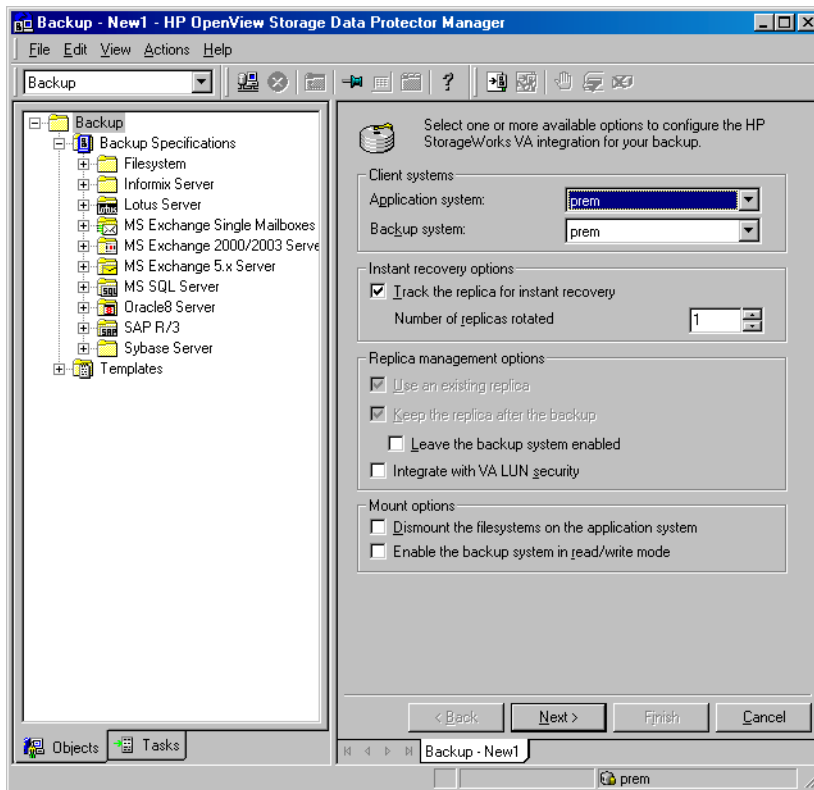 Backup - New1 - HP OpenView Storage Data Protector Manager
File Edit View Actions Help
Backup
Backup
Backup Specifications
Filesystem
Informix Server
Lotus Server
MS Exchange Single Mailboxes
MS Exchange 2000/2003 Serve
MS Exchange 5.x Server
MS SQL Server
Oracle8 Server
SAP R/3
Sybase Server
Templates
Objects
Tasks
Select one or more available options to configure the HP
StorageWorks VA integration for your backup.
Client systems
Application system: prem
Backup system: prem
Instant recovery options
Track the replica for instant recovery
Number of replicas rotated 1
Replica management options
Use an existing replica
Keep the replica after the backup
Leave the backup system enabled
Integrate with VA LUN security
Mount options
Dismount the filesystems on the application system
Enable the backup system in read/write mode
< Back Next > Finish Cancel
Backup - New1
prem